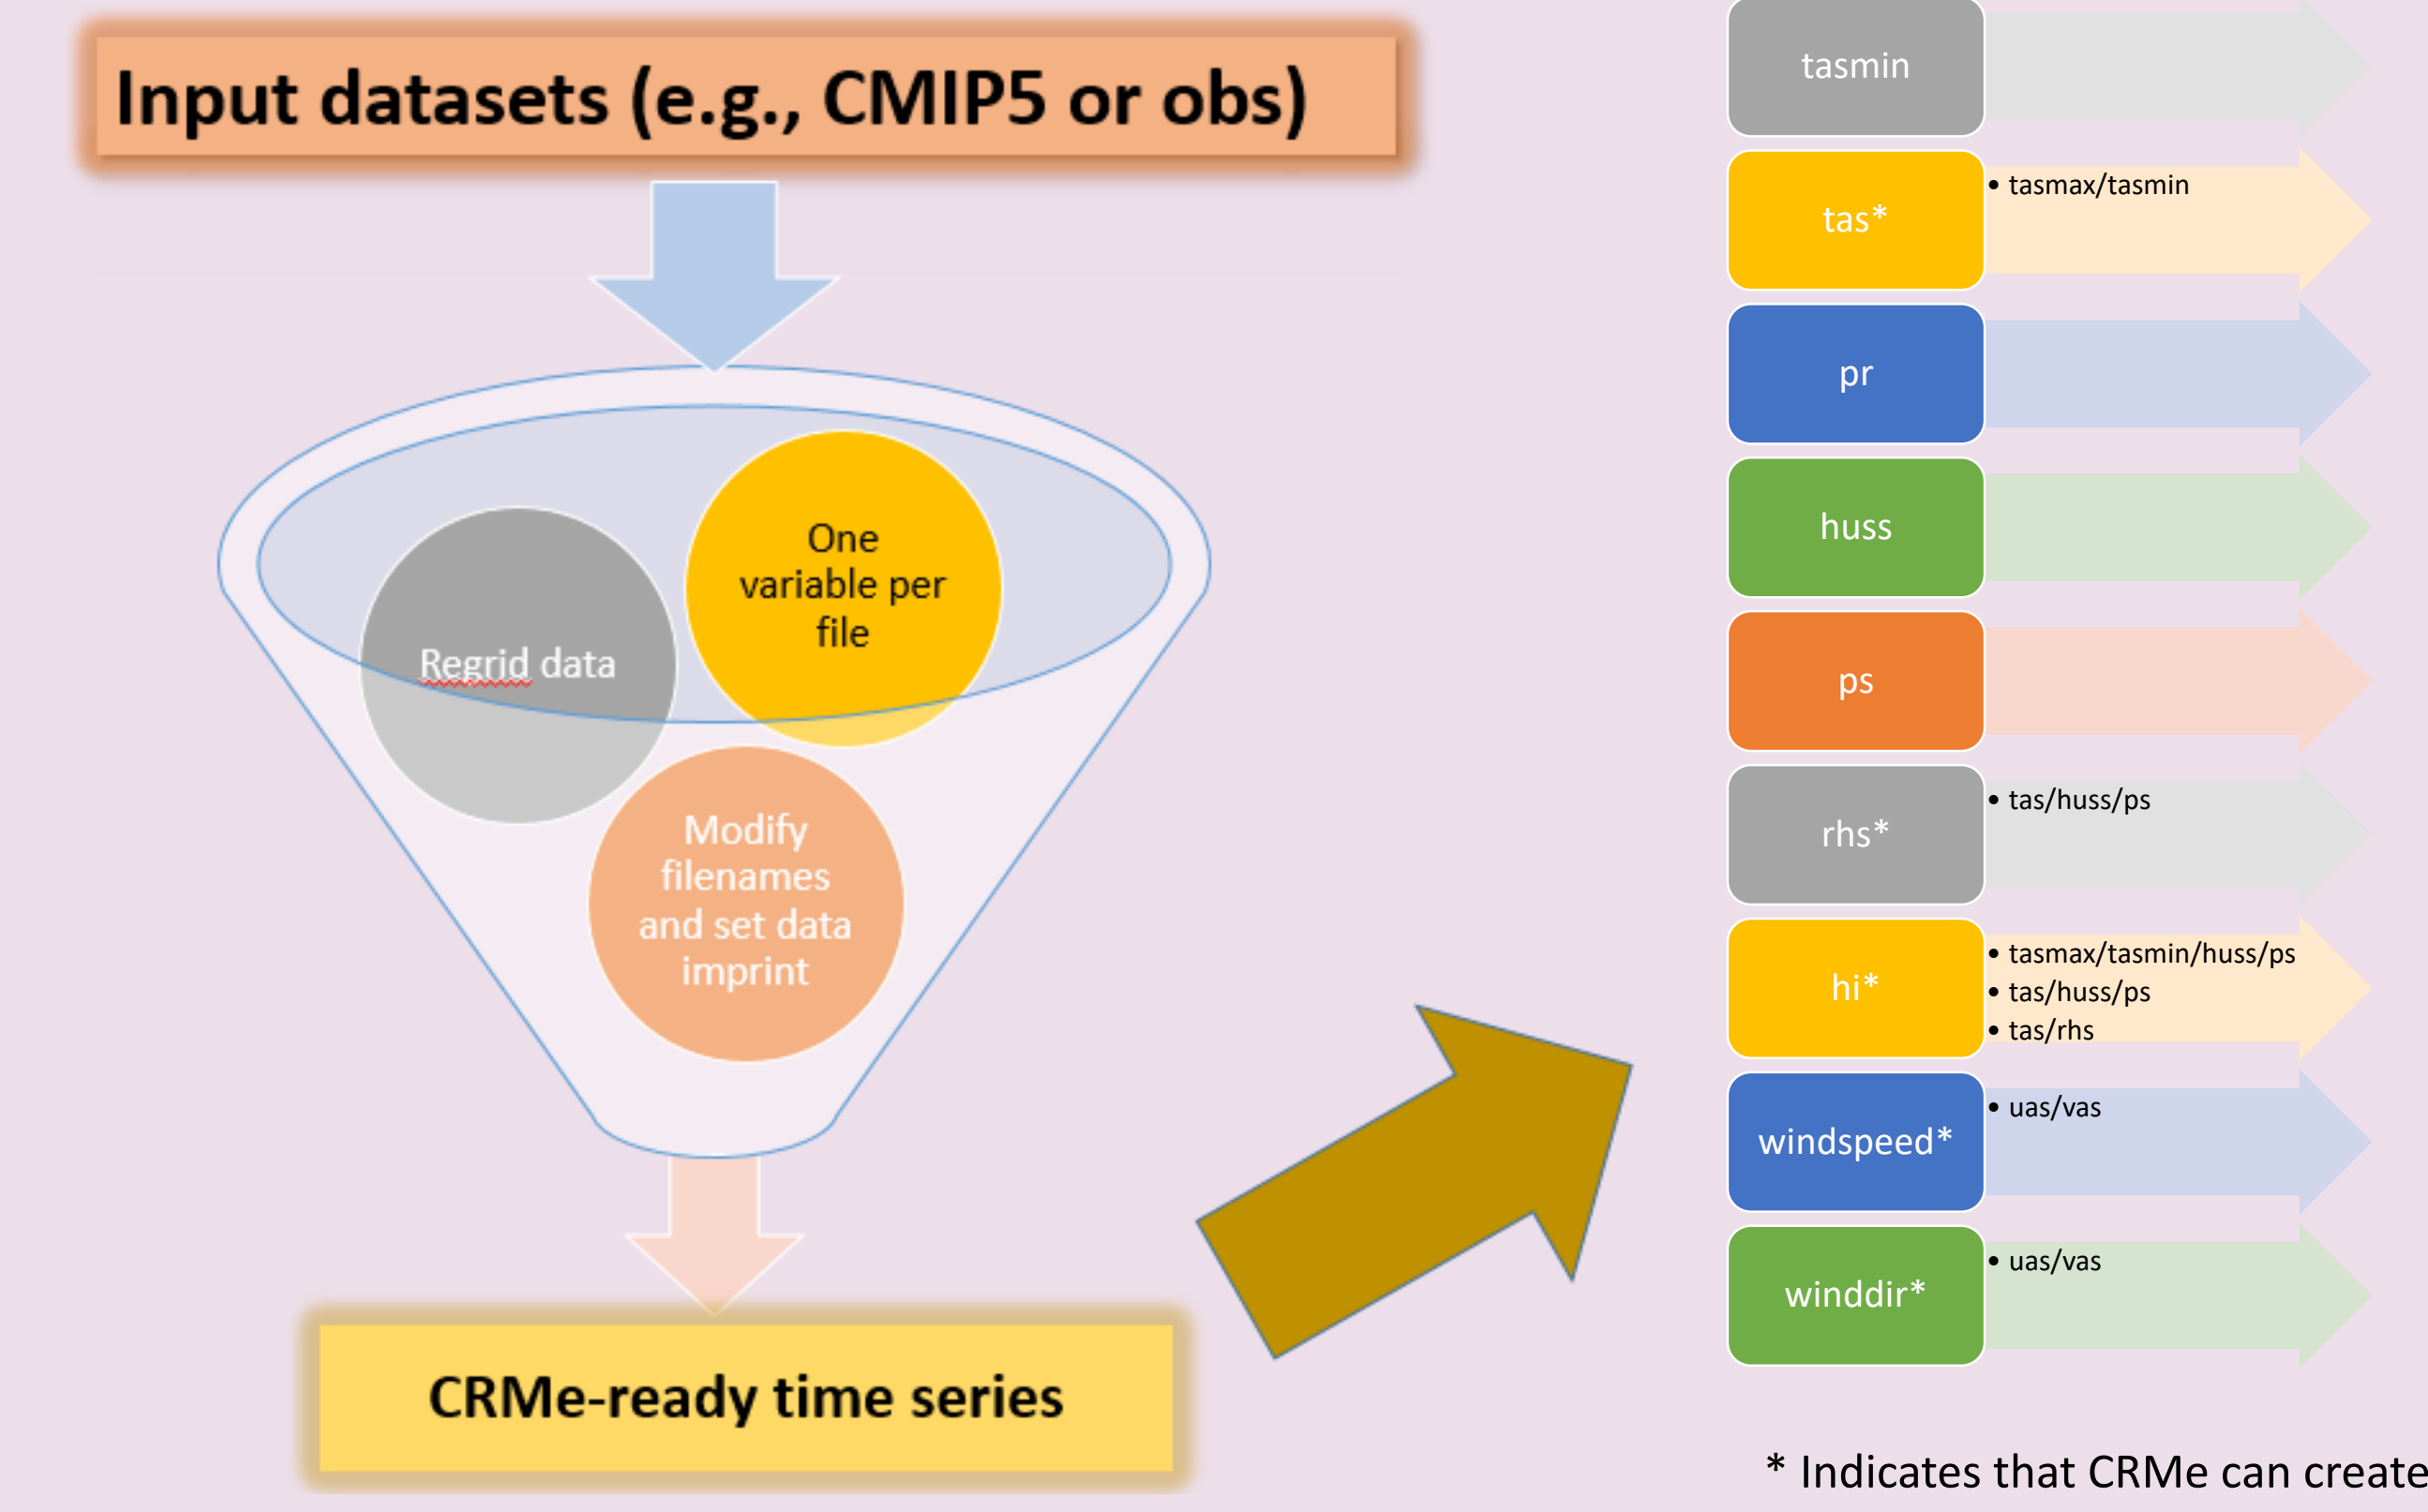 Input datasets (e.g., CMIP5 or obs)
One
variable per
file
Regrid data
Modify
filenames
and set data
imprint
CRMe-ready time series
tasmin
tas*
• tasmax/tasmin
pr
huss
ps
rhs*
• tas/huss/ps
hi*
• tasmax/tasmin/huss/ps
• tas/huss/ps
• tas/rhs
windspeed*
• uas/vas
winddir*
• uas/vas
* Indicates that CRMe can create